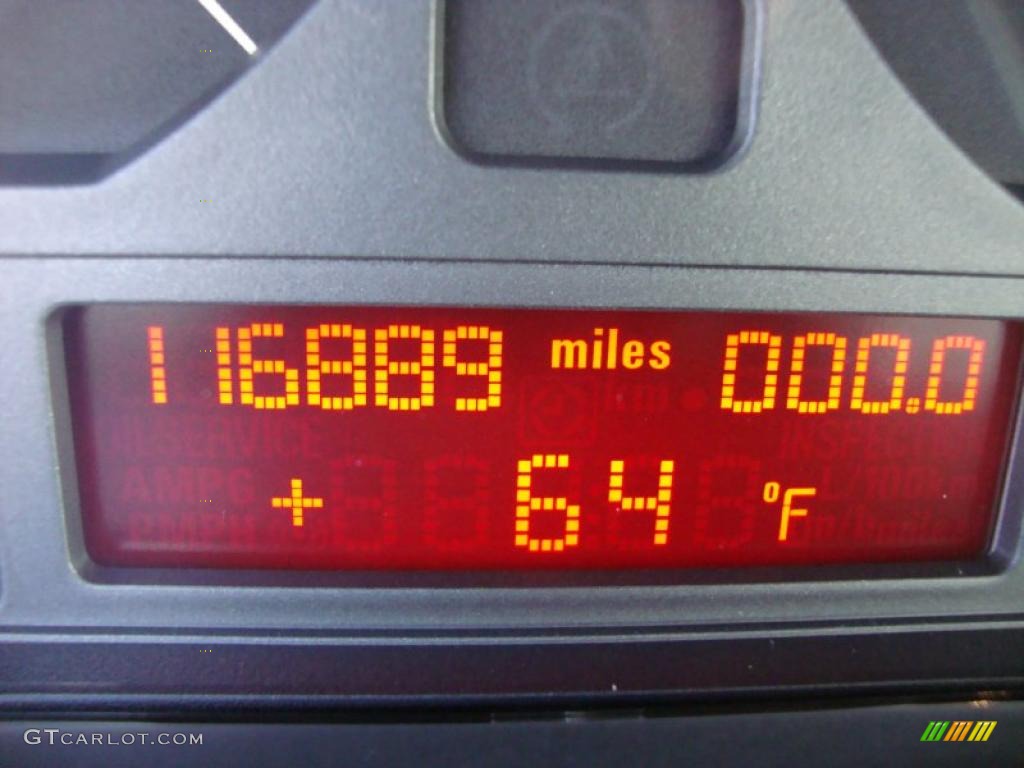 116889 miles 000.0
+ 64 °F
GTCARLOT.COM